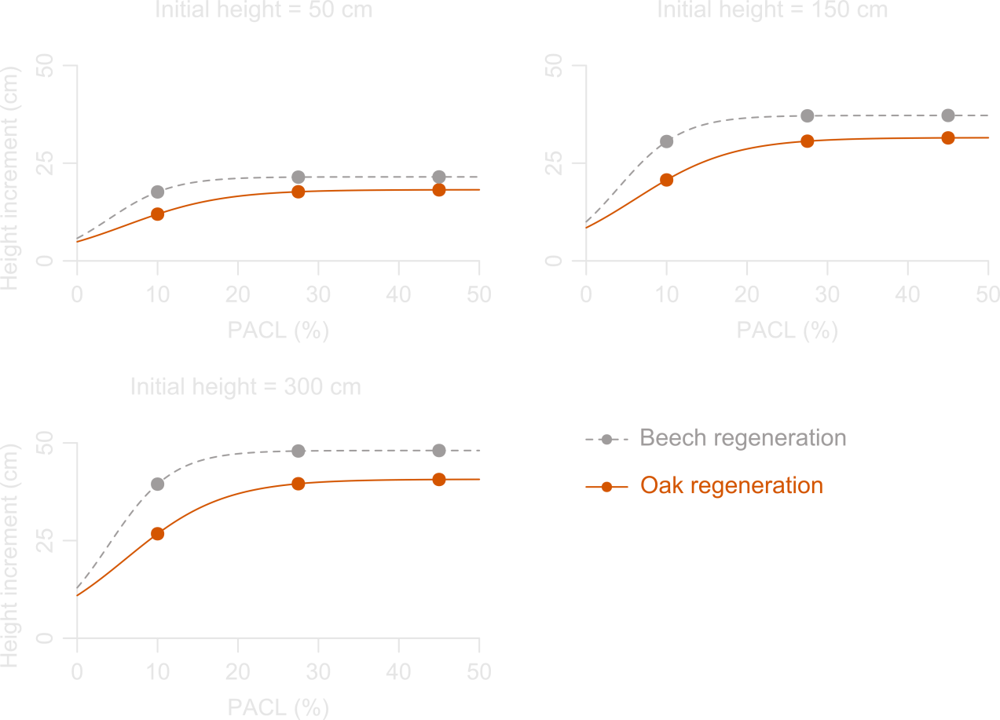 Initial height = 50 cm
Height increment (cm)
50
25
0
0 10 20 30 40 50
PACL (%)
Initial height = 150 cm
50
25
0
0 10 20 30 40 50
PACL (%)
Initial height = 300 cm
Height increment (cm)
50
25
0
0 10 20 30 40 50
PACL (%)
Beech regeneration
Oak regeneration